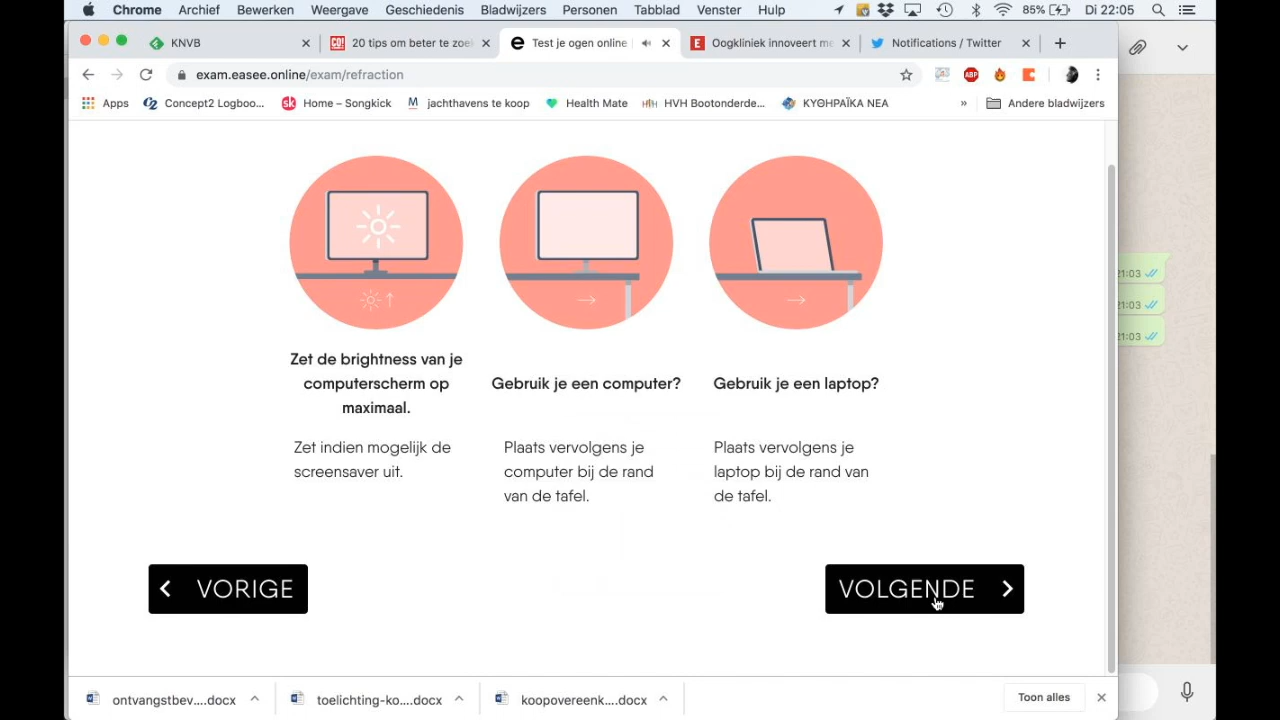 Chrome Archief Bewerken Weergave Geschiedenis Bladwijzers Personen Tabblad Venster Hulp 85% Di 22:05
KNVB 20 tips om beter te zoe Test je ogen online Oogkliniek innoveert me Notifications / Twitter
exam.easee.online/exam/refraction ABP
Apps Concept2 Logboo... Home – Songkick jachthavens te koop Health Mate HVH Bootonderde... ΚΥΘΗΡΑΪΚΑ ΝΕΑ » Andere bladwijzers
21:03
21:03
21:03
Zet de brightness van je
computerscherm op
maximaal.
Zet indien mogelijk de
screensaver uit.
Gebruik je een computer?
Plaats vervolgens je
computer bij de rand
van de tafel.
Gebruik je een laptop?
Plaats vervolgens je
laptop bij de rand van
de tafel.
VORIGE
VOLGENDE
ontvangstbev....docx toelichting-ko....docx koopovereenk....docx Toon alles